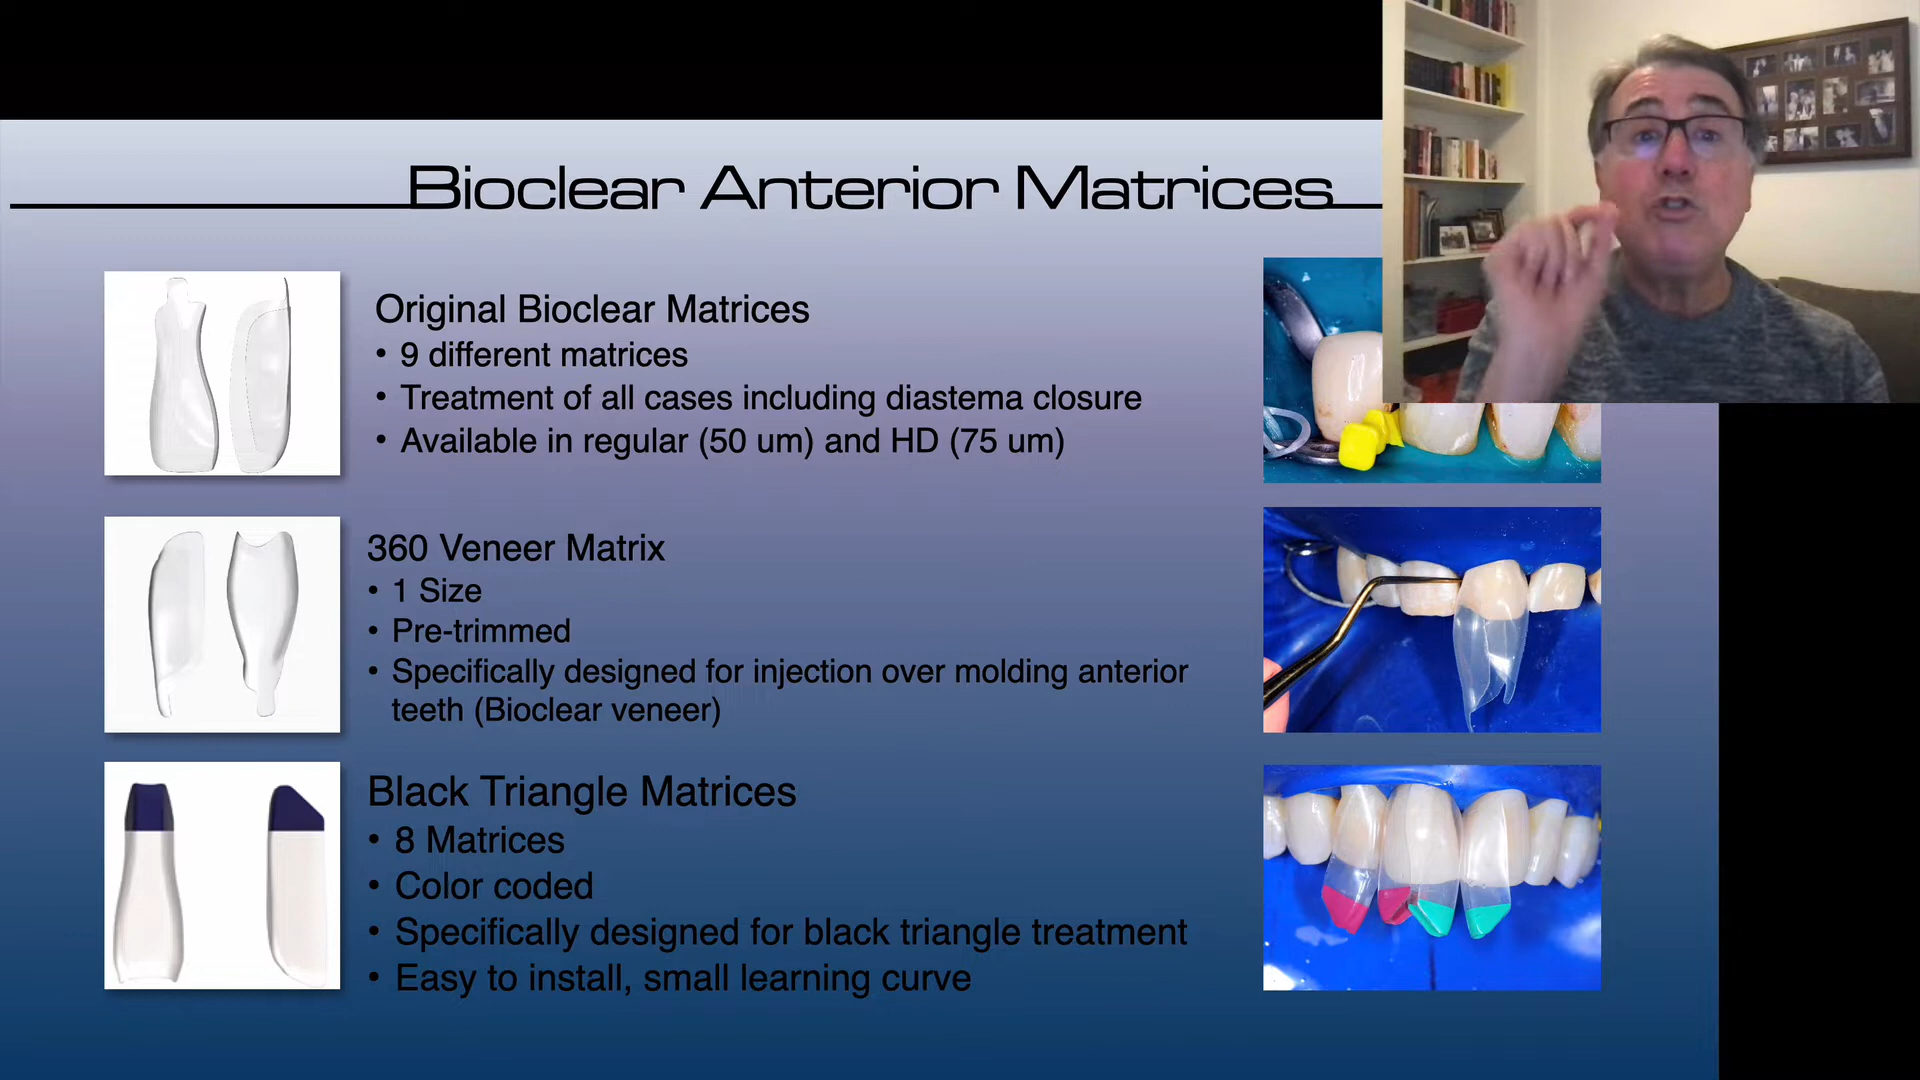 Bioclear Anterior Matrices
Original Bioclear Matrices
• 9 different matrices
• Treatment of all cases including diastema closure
• Available in regular (50 um) and HD (75 um)
360 Veneer Matrix
• 1 Size
• Pre-trimmed
• Specifically designed for injection over molding anterior
teeth (Bioclear veneer)
Black Triangle Matrices
• 8 Matrices
• Color coded
• Specifically designed for black triangle treatment
• Easy to install, small learning curve